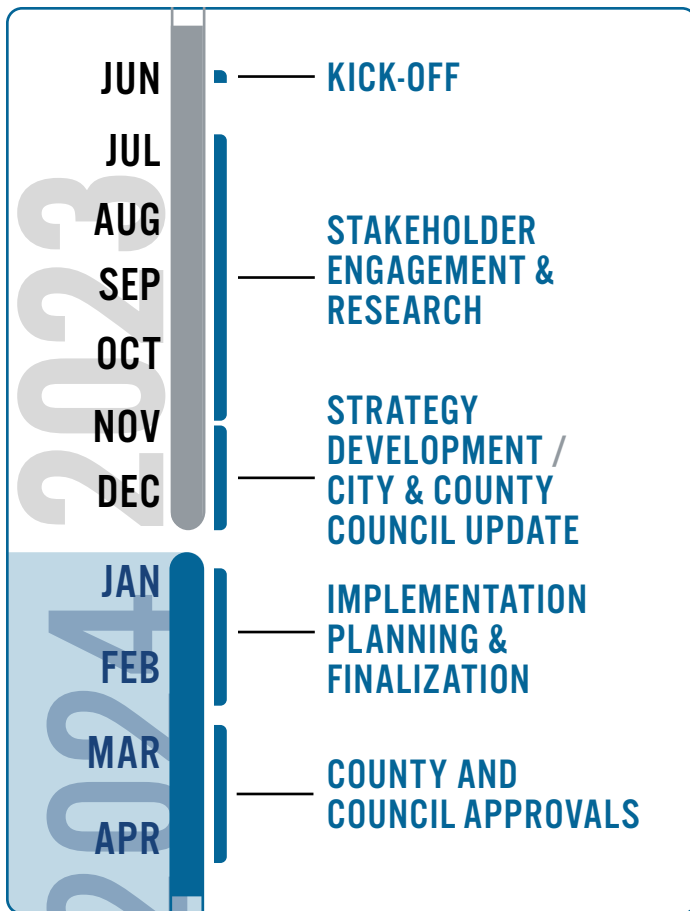 2023
JUN
KICK-OFF
JUL
AUG
SEP
OCT
STAKEHOLDER
ENGAGEMENT &
RESEARCH
NOV
DEC
STRATEGY
DEVELOPMENT /
CITY & COUNTY
COUNCIL UPDATE
2024
JAN
FEB
IMPLEMENTATION
PLANNING &
FINALIZATION
MAR
APR
COUNTY AND
COUNCIL APPROVALS